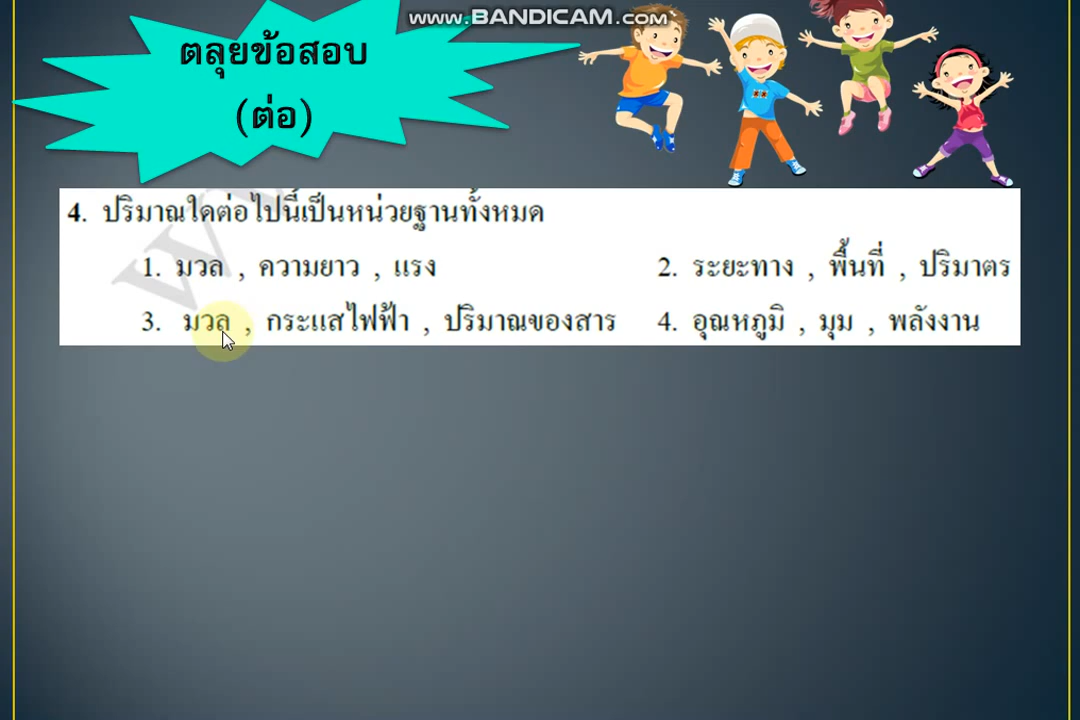 www.BANDICAM.com
ตลุยข้อสอบ
(ต่อ)
4. ปริมาณใดต่อไปนี้เป็นหน่วยฐานทั้งหมด
1. มวล , ความยาว , แรง 2. ระยะทาง , พื้นที่ , ปริมาตร
3. มวล , กระแสไฟฟ้า , ปริมาณของสาร 4. อุณหภูมิ , มุม , พลังงาน